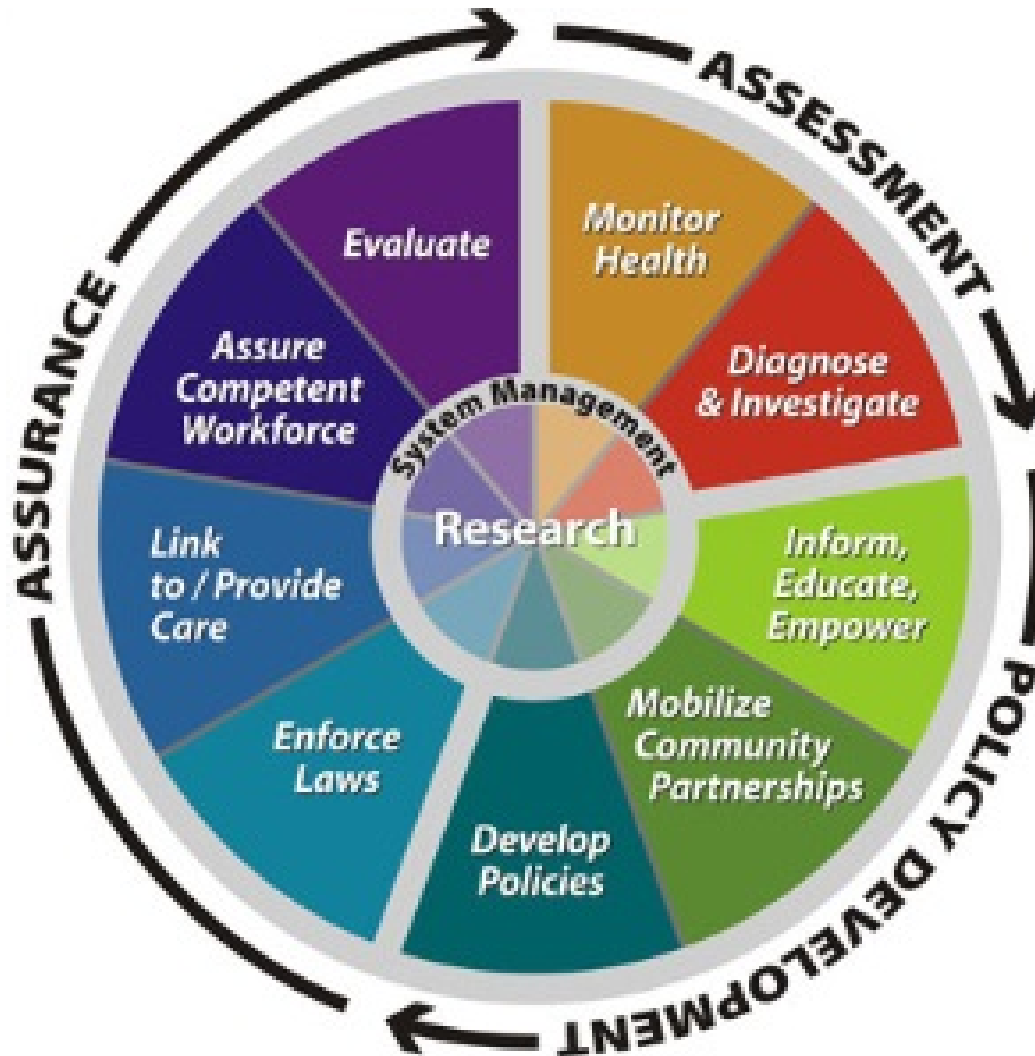 ASSESSMENT
Monitor
Health
Diagnose
& Investigate
POLICY DEVELOPMENT
Inform,
Educate,
Empower
Mobilize
Community
Partnerships
Develop
Policies
ASSURANCE
Enforce
Laws
Link
to / Provide
Care
Assure
Competent
Workforce
Evaluate
System Management
Research